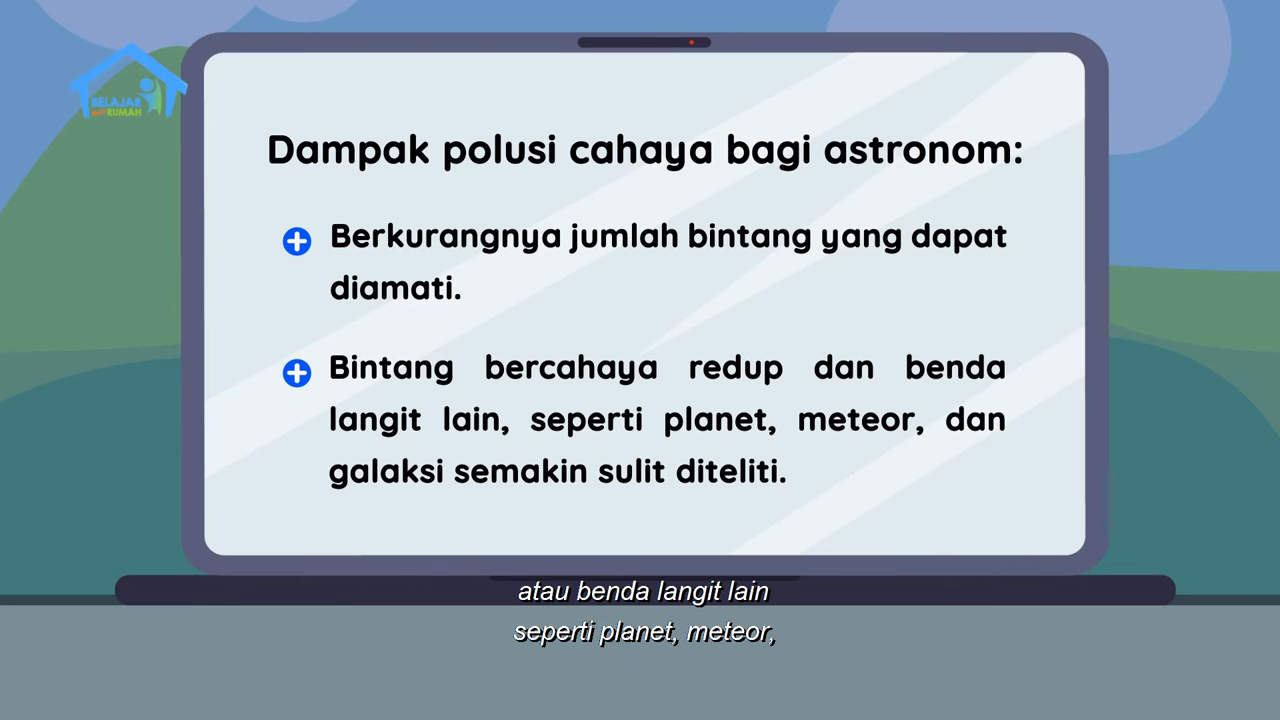 BELAJAR
RUMAH
Dampak polusi cahaya bagi astronom:
Berkurangnya jumlah bintang yang dapat
diamati.
Bintang bercahaya redup dan benda
langit lain, seperti planet, meteor, dan
galaksi semakin sulit diteliti.
atau benda langit lain
seperti planet, meteor,